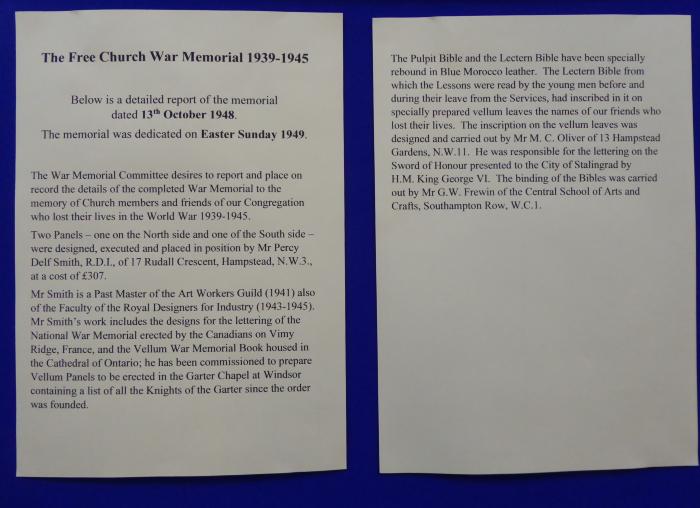 The Free Church War Memorial 1939-1945
Below is a detailed report of the memorial
dated 13th October 1948.
The memorial was dedicated on Easter Sunday 1949.
The War Memorial Committee desires to report and place on
record the details of the completed War Memorial to the
memory of Church members and friends of our Congregation
who lost their lives in the World War 1939-1945.
Two Panels – one on the North side and one of the South side –
were designed, executed and placed in position by Mr Percy
Delf Smith, R.D.I., of 17 Rudall Crescent, Hampstead, N.W.3.,
at a cost of £307.
Mr Smith is a Past Master of the Art Workers Guild (1941) also
of the Faculty of the Royal Designers for Industry (1943-1945).
Mr Smith's work includes the designs for the lettering of the
National War Memorial erected by the Canadians on Vimy
Ridge, France, and the Vellum War Memorial Book housed in
the Cathedral of Ontario; he has been commissioned to prepare
Vellum Panels to be erected in the Garter Chapel at Windsor
containing a list of all the Knights of the Garter since the order
was founded.
The Pulpit Bible and the Lectern Bible have been specially
rebound in Blue Morocco leather. The Lectern Bible from
which the Lessons were read by the young men before and
during their leave from the Services, had inscribed in it on
specially prepared vellum leaves the names of our friends who
lost their lives. The inscription on the vellum leaves was
designed and carried out by Mr M. C. Oliver of 13 Hampstead
Gardens, N.W.11. He was responsible for the lettering on the
Sword of Honour presented to the City of Stalingrad by
H.M. King George VI. The binding of the Bibles was carried
out by Mr G.W. Frewin of the Central School of Arts and
Crafts, Southampton Row, W.C.1.